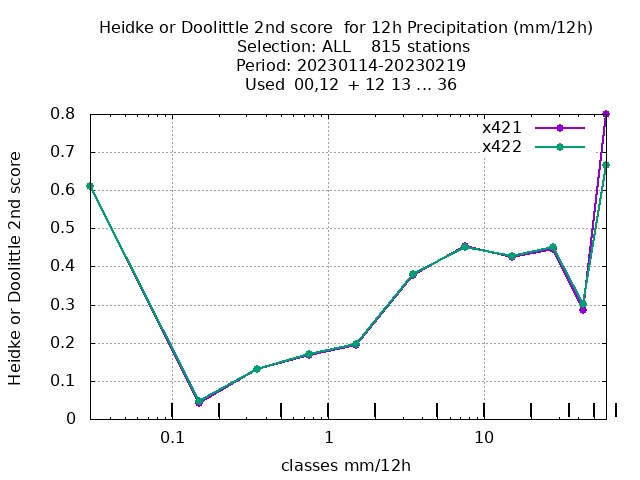 Heidke or Doolittle 2nd score  for 12h Precipitation (mm/12h)
Selection: ALL    815 stations
Period: 20230114-20230219
Used  00,12  + 12 13 ... 36
x421
x422
0.8
0.7
0.6
0.5
0.4
0.3
0.2
0.1
0
Heidke or Doolittle 2nd score
0.1 1 10
classes mm/12h